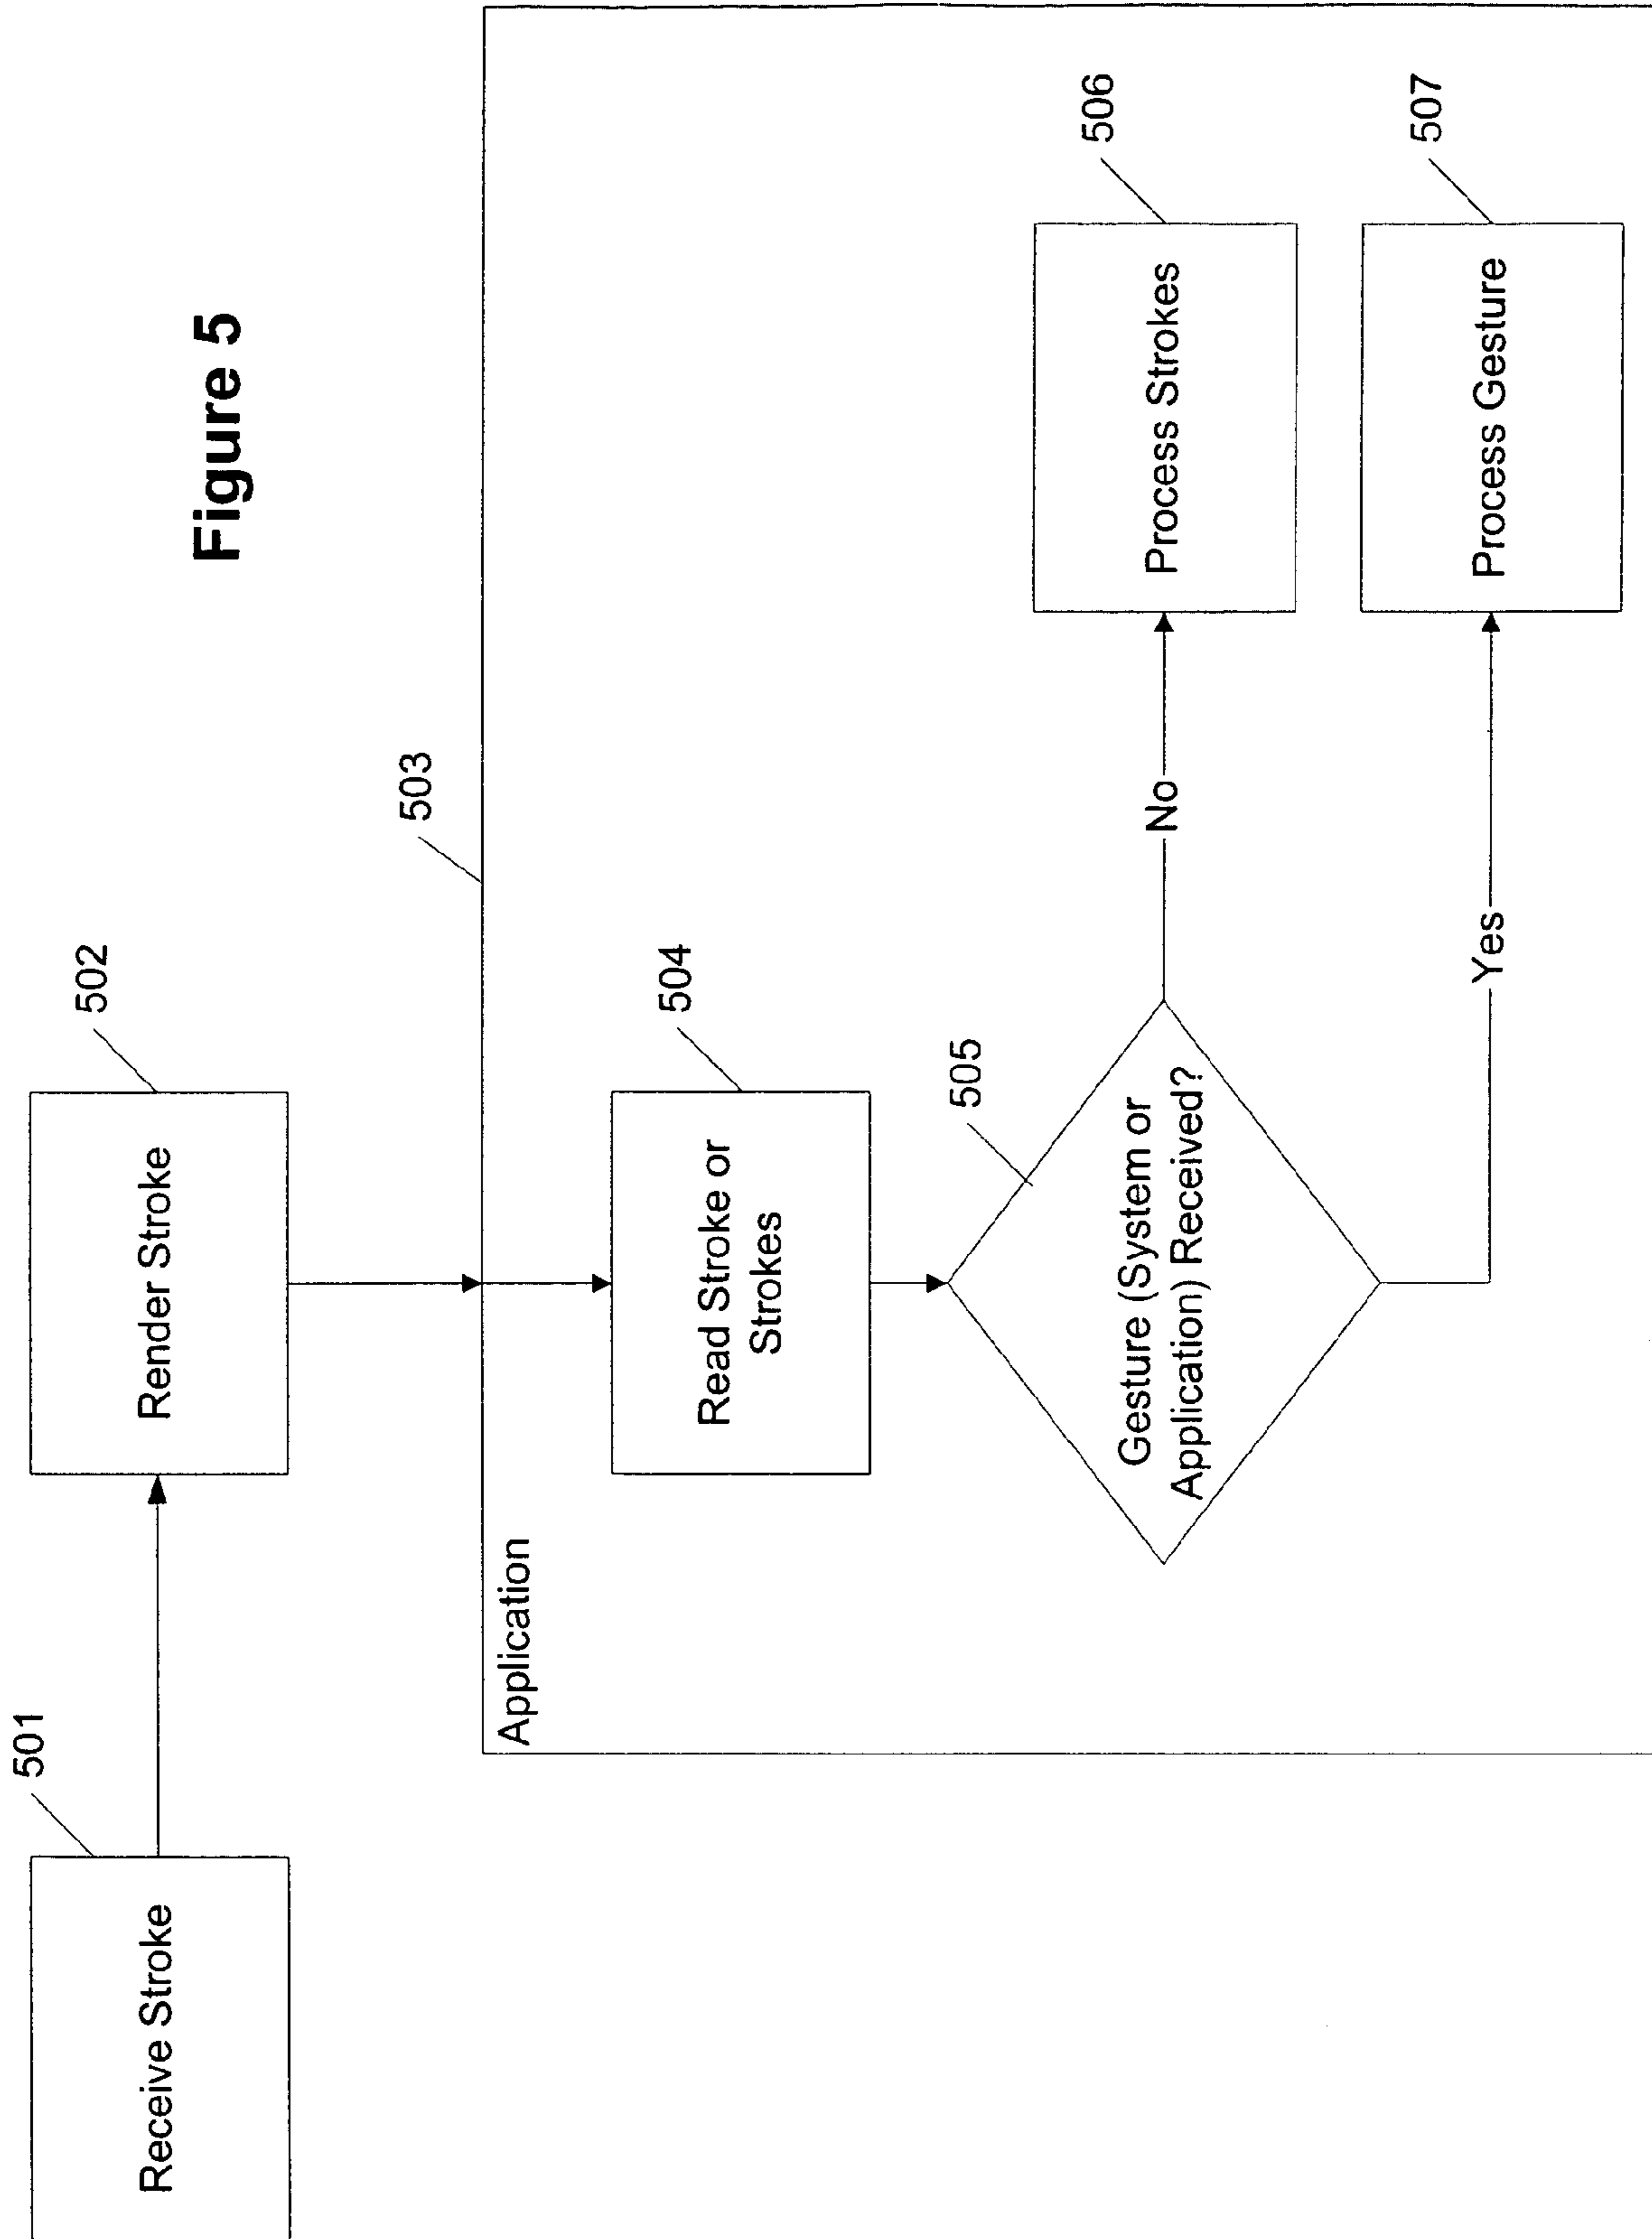 Figure 5
501
Receive Stroke
502
Render Stroke
503
Application
504
Read Stroke or
Strokes
505
Gesture (System or
Application) Received?
No
506
Process Strokes
Yes
507
Process Gesture